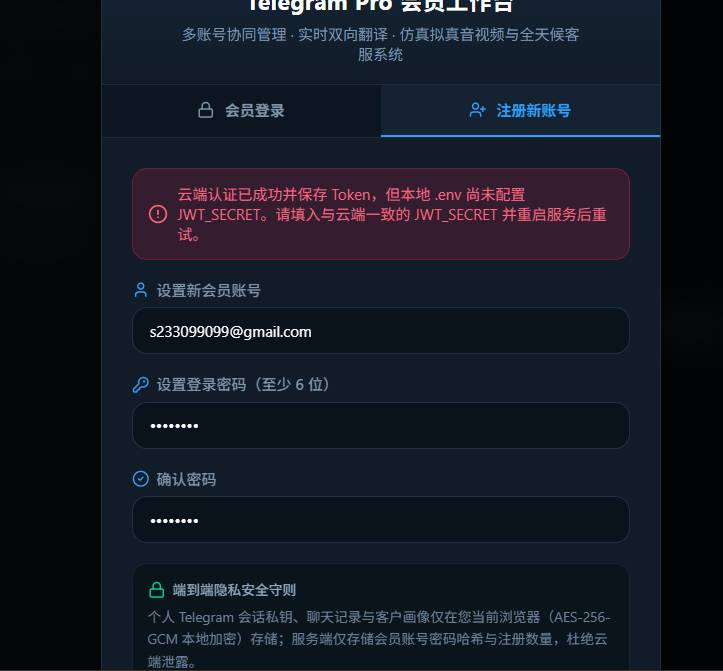 Telegram Pro 会员工作台
多账号协同管理 · 实时双向翻译 · 仿真拟真音视频与全天候客
服系统
会员登录
注册新账号
云端认证已成功并保存 Token，但本地 .env 尚未配置
JWT_SECRET。请填入与云端一致的 JWT_SECRET 并重启服务后重
试。
设置新会员账号
s233099099@gmail.com
设置登录密码（至少 6 位）
••••••••
确认密码
••••••••
端到端隐私安全守则
个人 Telegram 会话私钥、聊天记录与客户画像仅在您当前浏览器（AES-256-
GCM 本地加密）存储；服务端仅存储会员账号密码哈希与注册数量，杜绝云
端泄露。